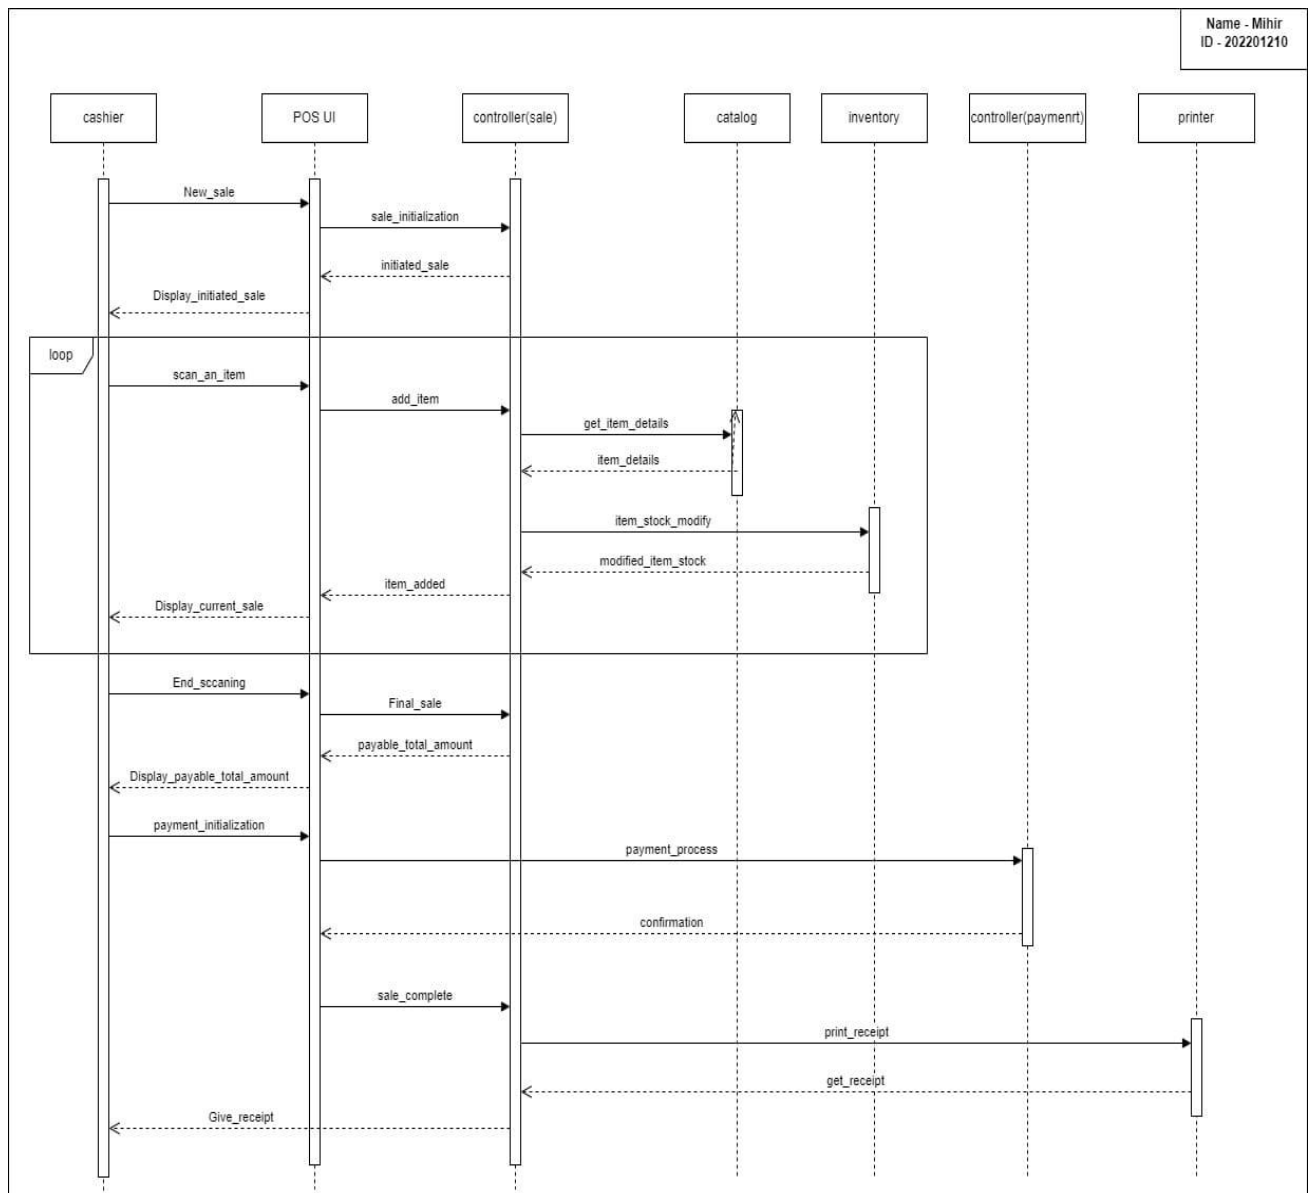 Name - Mihir
ID - 202201210
cashier
POS UI
controller(sale)
catalog
inventory
controller(paymenrt)
printer
New_sale
sale_initialization
initiated_sale
Display_initiated_sale
loop
scan_an_item
add_item
get_item_details
item_details
item_stock_modify
modified_item_stock
item_added
Display_current_sale
End_sccaning
Final_sale
payable_total_amount
Display_payable_total_amount
payment_initialization
payment_process
confirmation
sale_complete
print_receipt
get_receipt
Give_receipt